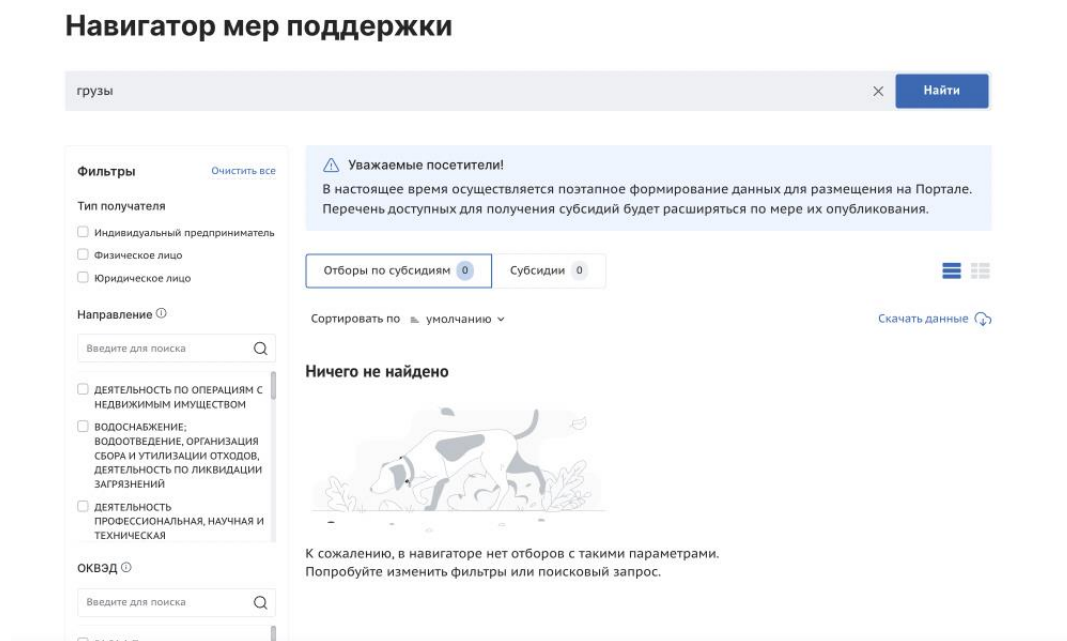 Навигатор мер поддержки
грузы
Найти
Фильтры
Очистить все
Тип получателя
Индивидуальный предприниматель
Физическое лицо
Юридическое лицо
Направление
Введите для поиска
ДЕЯТЕЛЬНОСТЬ ПО ОПЕРАЦИЯМ С
НЕДВИЖИМЫМ ИМУЩЕСТВОМ
ВОДОСНАБЖЕНИЕ;
ВОДООТВЕДЕНИЕ, ОРГАНИЗАЦИЯ
СБОРА И УТИЛИЗАЦИИ ОТХОДОВ,
ДЕЯТЕЛЬНОСТЬ ПО ЛИКВИДАЦИИ
ЗАГРЯЗНЕНИЙ
ДЕЯТЕЛЬНОСТЬ
ПРОФЕССИОНАЛЬНАЯ, НАУЧНАЯ И
ТЕХНИЧЕСКАЯ
ОКВЭД
Введите для поиска
Уважаемые посетители!
В настоящее время осуществляется поэтапное формирование данных для размещения на Портале.
Перечень доступных для получения субсидий будет расширяться по мере их опубликования.
Отборы по субсидиям 0
Субсидии 0
Сортировать по умолчанию
Скачать данные
Ничего не найдено
К сожалению, в навигаторе нет отборов с такими параметрами.
Попробуйте изменить фильтры или поисковый запрос.